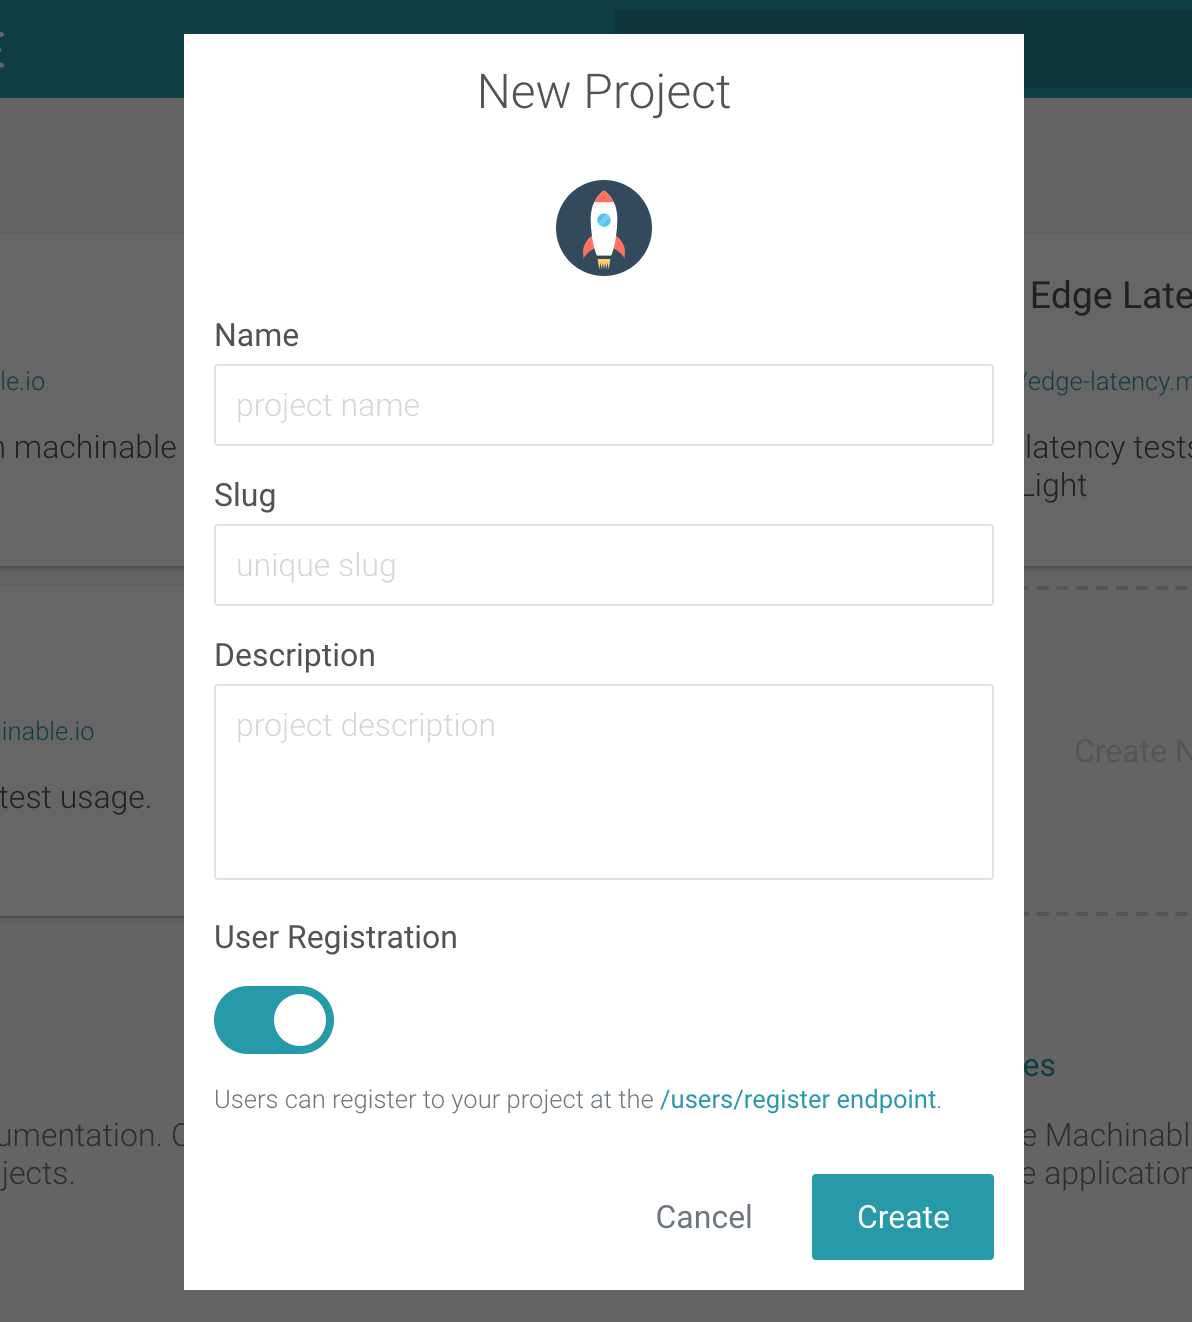 New Project
Name
project name
Slug
unique slug
Description
project description
User Registration
Users can register to your project at the /users/register endpoint.
Cancel
Create
le.io
machinable
inable.io
test usage.
umentation.
jects.
Edge Late
/edge-latency.m
latency tests
Light
Create N
es
e Machinabl
e application